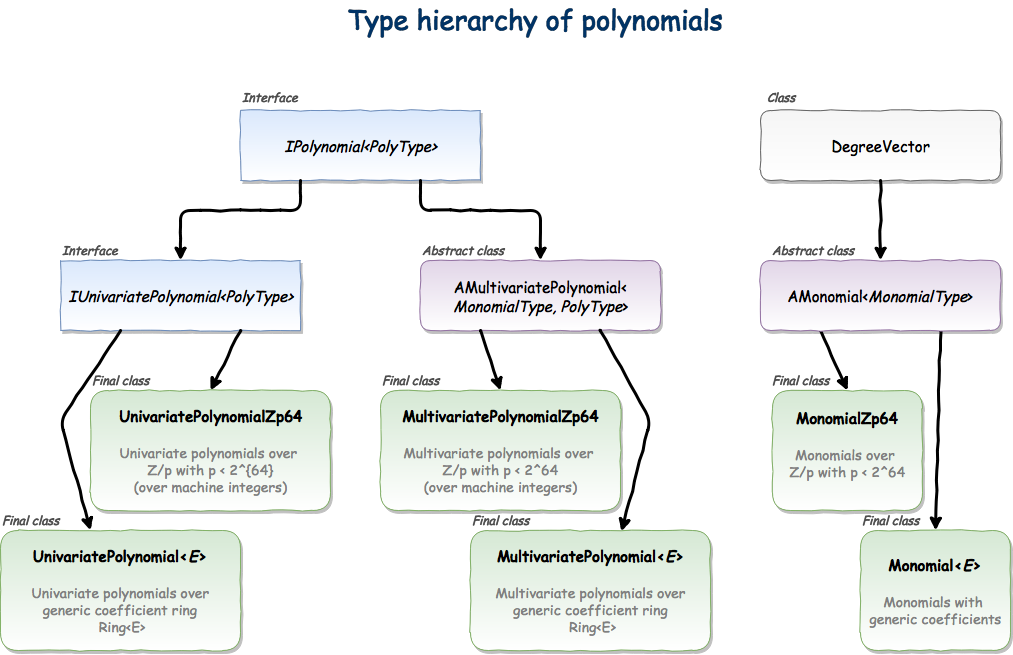 Type hierarchy of polynomials
Interface
IPolynomial<PolyType>
Class
DegreeVector
Interface
IUnivariatePolynomial<PolyType>
Abstract class
AMultivariatePolynomial<
MonomialType, PolyType>
Abstract class
AMonomial<MonomialType>
Final class
UnivariatePolynomialZp64
Univariate polynomials over
Z/p with p < 2^{64}
(over machine integers)
Final class
MultivariatePolynomialZp64
Multivariate polynomials over
Z/p with p < 2^64
(over machine integers)
Final class
MonomialZp64
Monomials over
Z/p with p < 2^64
Final class
UnivariatePolynomial<E>
Univariate polynomials over
generic coefficient ring
Ring<E>
Final class
MultivariatePolynomial<E>
Multivariate polynomials over
generic coefficient ring
Ring<E>
Final class
Monomial<E>
Monomials with
generic coefficients